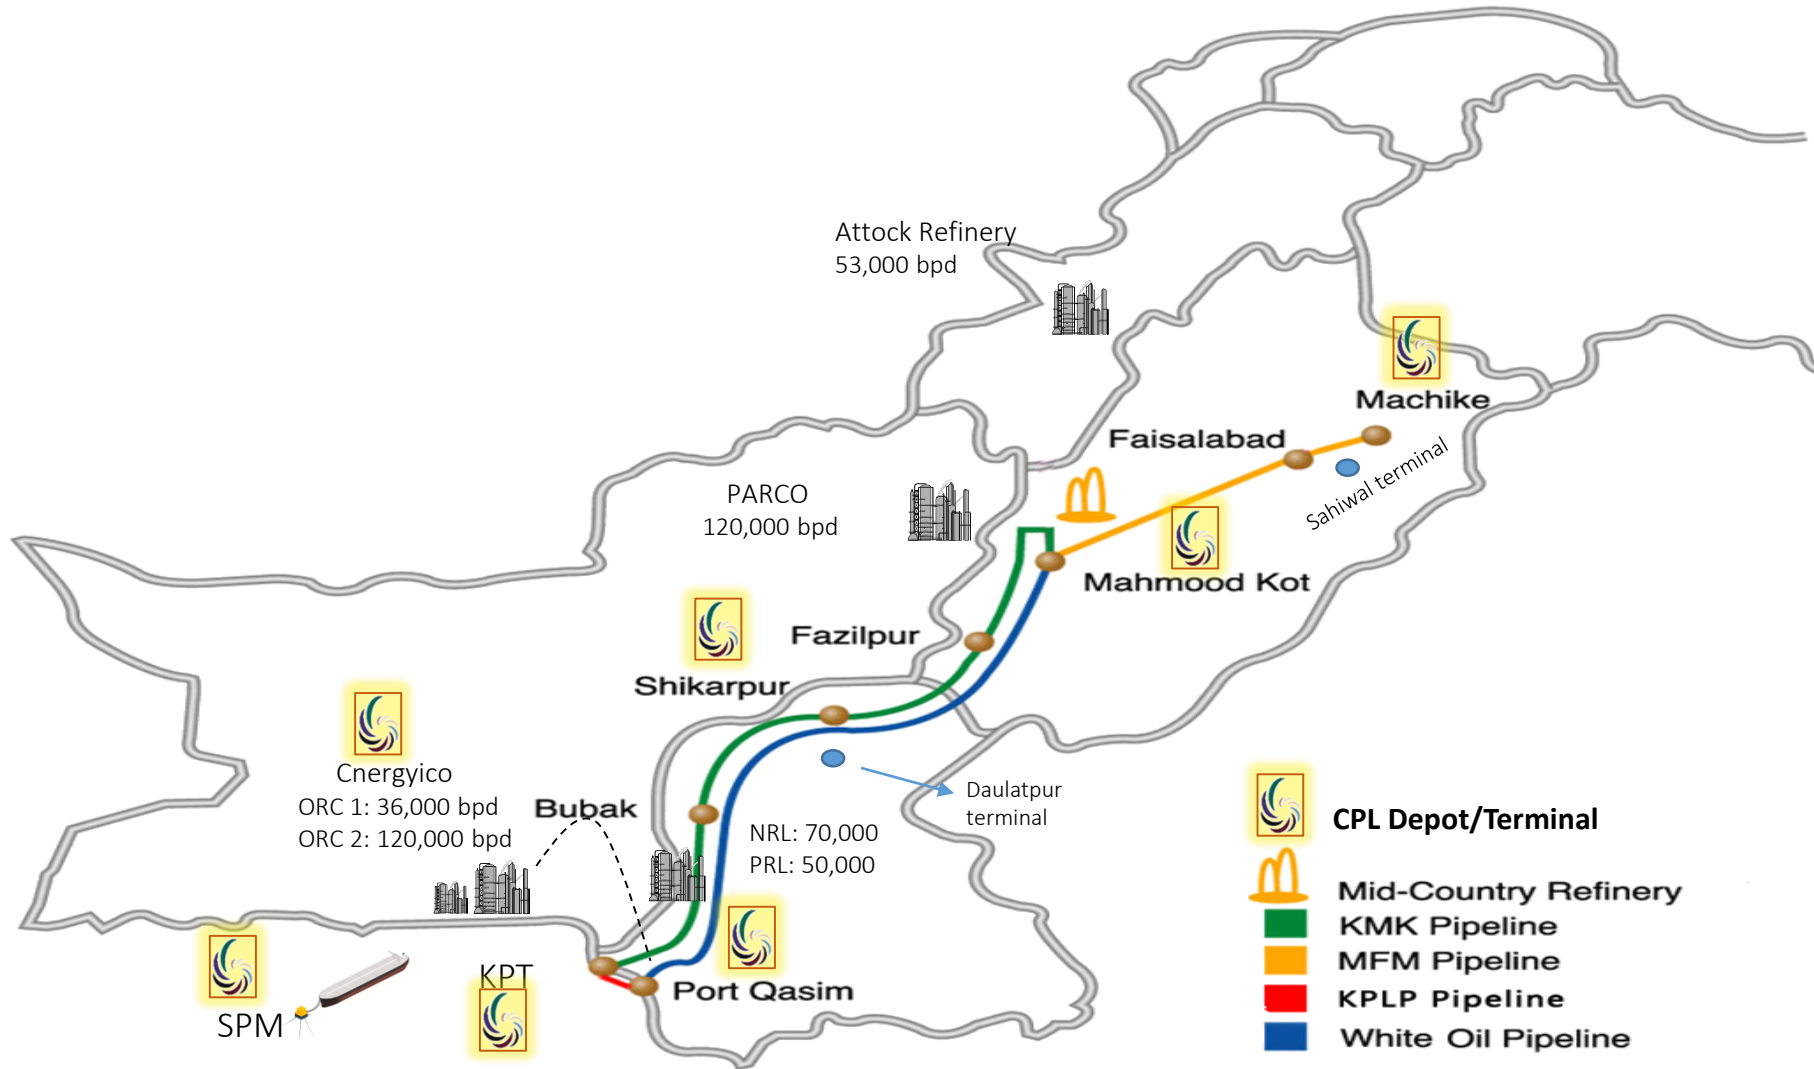 Attock Refinery
53,000 bpd
Machike
Faisalabad
Sahiwal terminal
PARCO
120,000 bpd
Mahmood Kot
Fazilpur
Shikarpur
Cnergyico
ORC 1: 36,000 bpd
ORC 2: 120,000 bpd
Bubak
Daulatpur
terminal
NRL: 70,000
PRL: 50,000
KPT
Port Qasim
SPM
CPL Depot/Terminal
Mid-Country Refinery
KMK Pipeline
MFM Pipeline
KPLP Pipeline
White Oil Pipeline